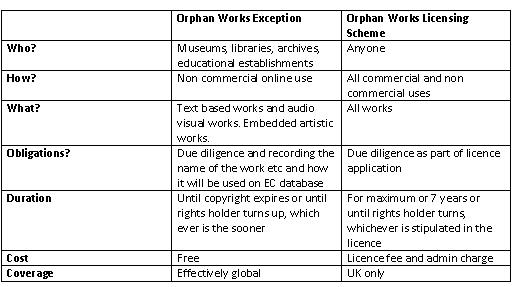 Orphan Works Exception Orphan Works Licensing
Scheme
Who? Museums, libraries, archives, Anyone
educational establishments
How? Non commercial online use All commercial and non
commercial uses
What? Text based works and audio All works
visual works. Embedded artistic
works.
Obligations? Due diligence and recording the Due diligence as part of licence
name of the work etc and how application
it will be used on EC database
Duration Until copyright expires or until For maximum or 7 years or
rights holder turns up, which until rights holder turns,
ever is the sooner whichever is stipulated in the
licence
Cost Free Licence fee and admin charge
Coverage Effectively global UK only